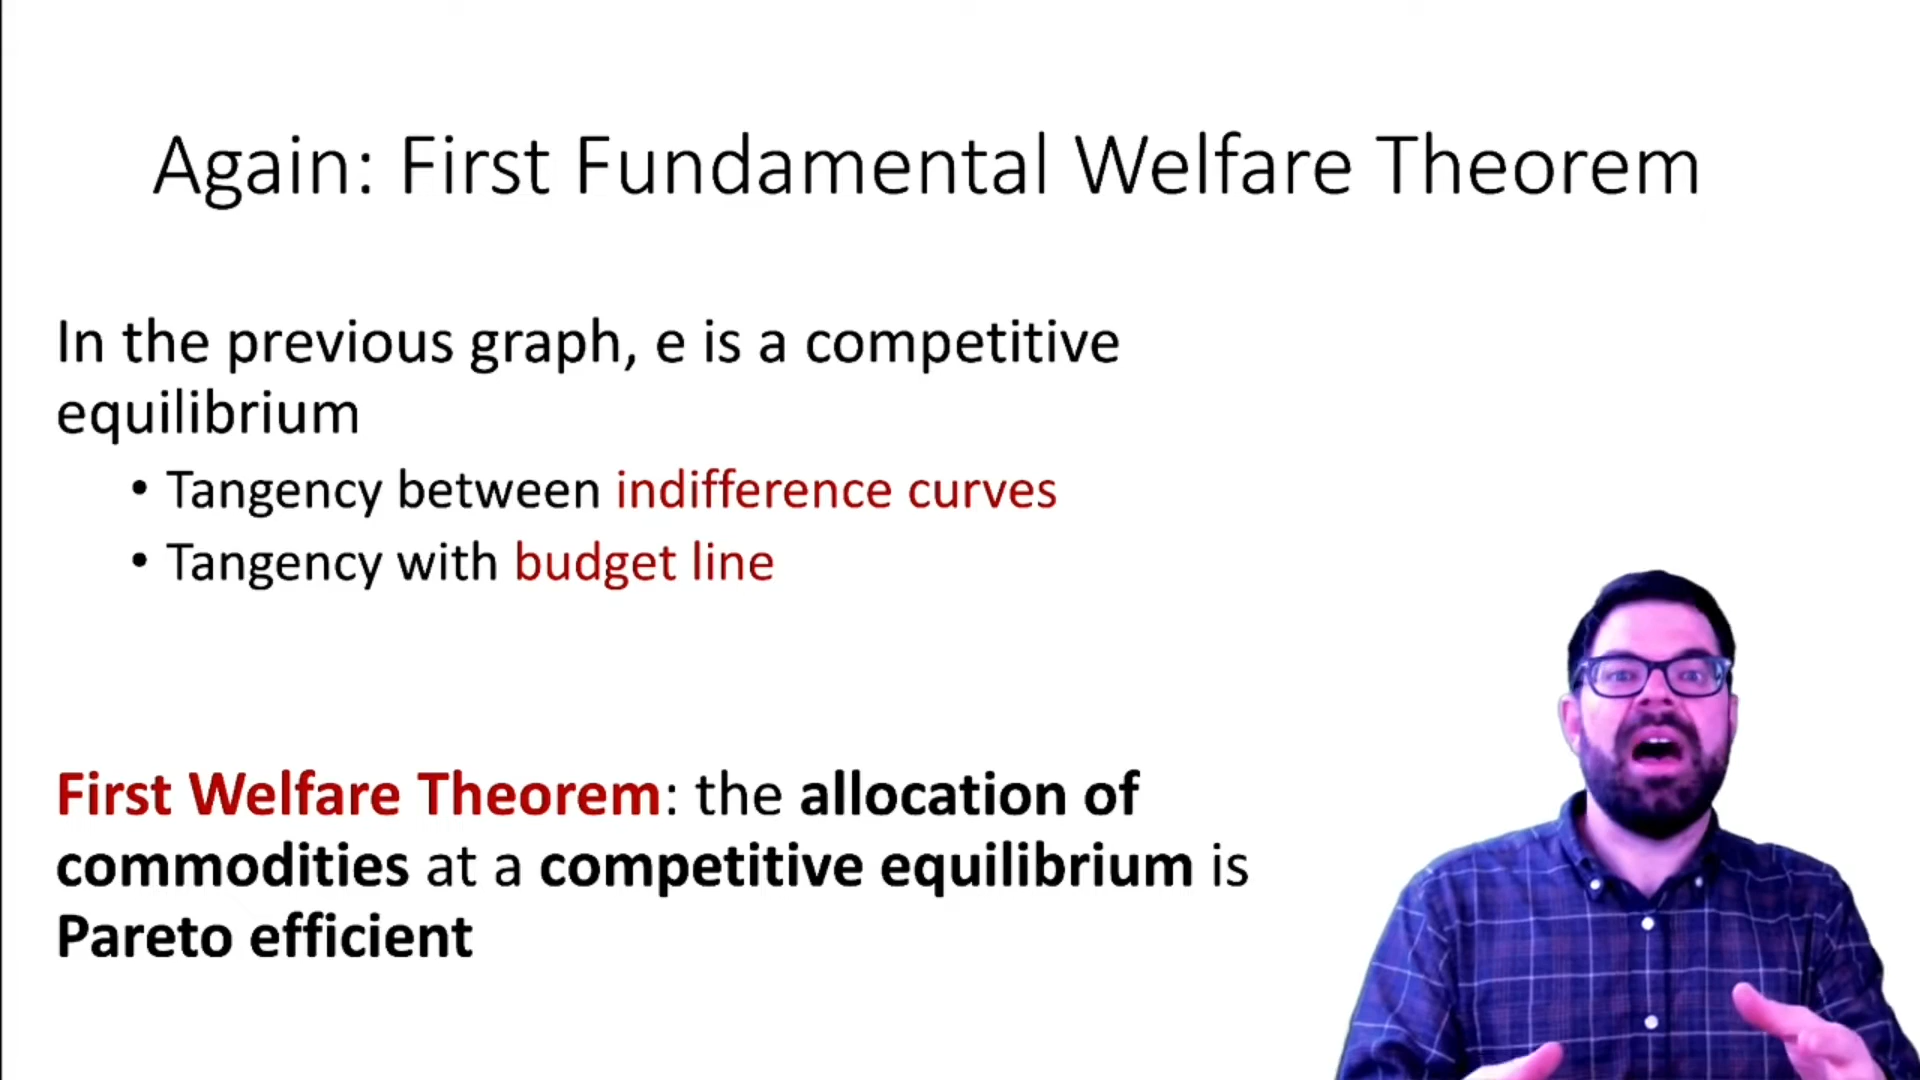 Again: First Fundamental Welfare Theorem
In the previous graph, e is a competitive
equilibrium
• Tangency between indifference curves
• Tangency with budget line
First Welfare Theorem: the allocation of
commodities at a competitive equilibrium is
Pareto efficient